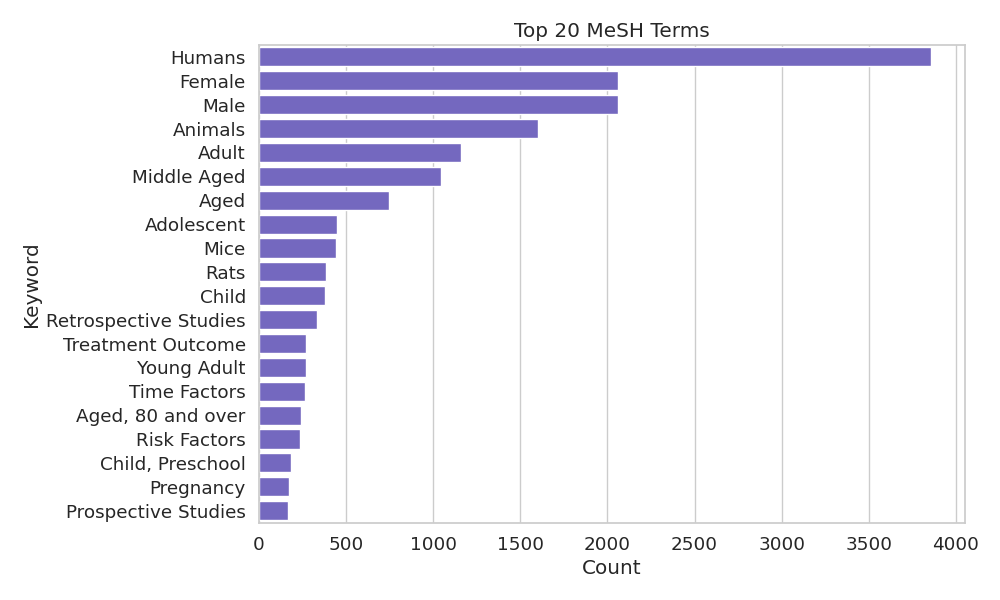 Top 20 MeSH Terms
Keyword
Humans
Female
Male
Animals
Adult
Middle Aged
Aged
Adolescent
Mice
Rats
Child
Retrospective Studies
Treatment Outcome
Young Adult
Time Factors
Aged, 80 and over
Risk Factors
Child, Preschool
Pregnancy
Prospective Studies
0 500 1000 1500 2000 2500 3000 3500 4000
Count